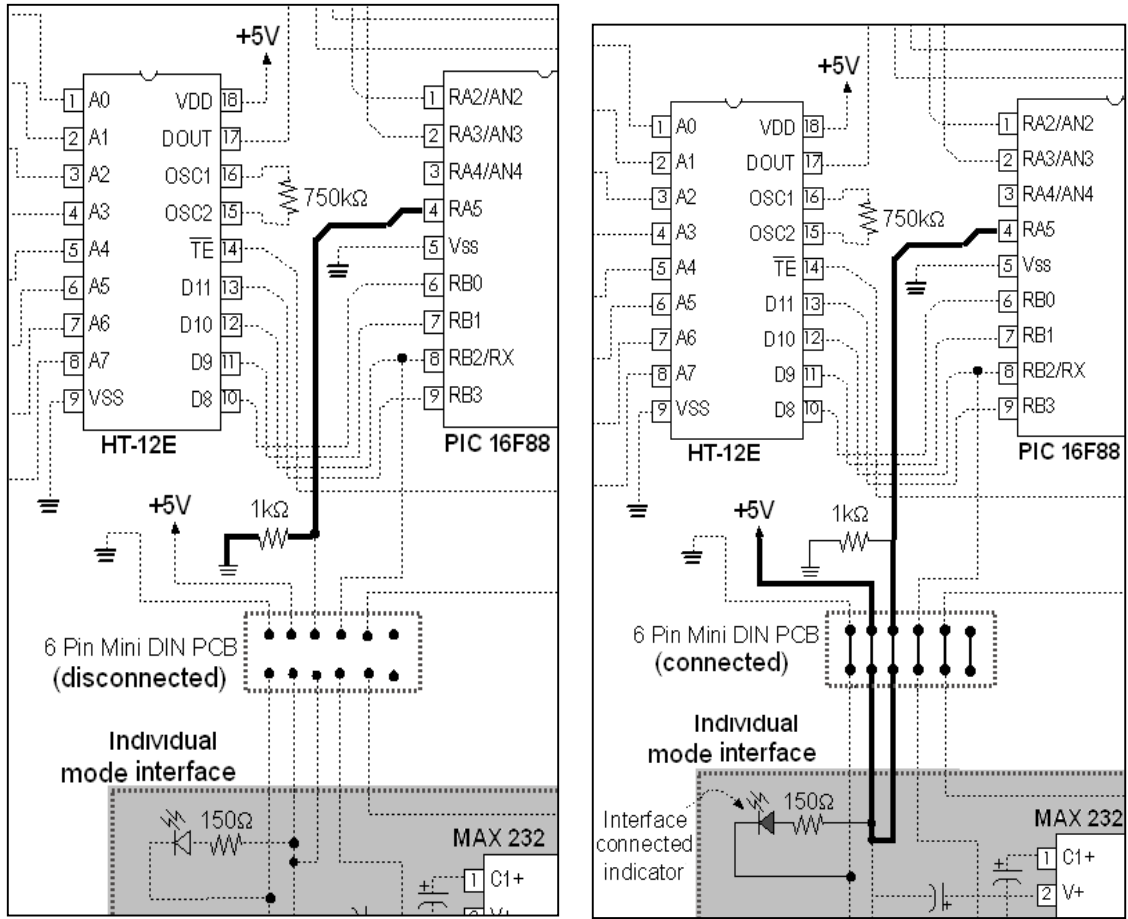 +5V
1 A0
2 A1
3 A2
4 A3
5 A4
6 A5
7 A6
8 A7
9 VSS
VDD 18
DOUT 17
OSC1 16
OSC2 15
TE 14
D11 13
D10 12
D9 11
D8 10
HT-12E
750kΩ
1 RA2/AN2
2 RA3/AN3
3 RA4/AN4
4 RA5
5 Vss
6 RB0
7 RB1
8 RB2/RX
9 RB3
PIC 16F88
+5V
1kΩ
6 Pin Mini DIN PCB
(disconnected)
Individual
mode interface
150Ω
MAX 232
1 C1+
2 V+
+5V
1 A0
2 A1
3 A2
4 A3
5 A4
6 A5
7 A6
8 A7
9 VSS
VDD 18
DOUT 17
OSC1 16
OSC2 15
TE 14
D11 13
D10 12
D9 11
D8 10
HT-12E
750kΩ
1 RA2/AN2
2 RA3/AN3
3 RA4/AN4
4 RA5
5 Vss
6 RB0
7 RB1
8 RB2/RX
9 RB3
PIC 16F88
+5V
1kΩ
6 Pin Mini DIN PCB
(connected)
Individual
mode interface
Interface
connected
indicator
150Ω
MAX 232
1 C1+
2 V+